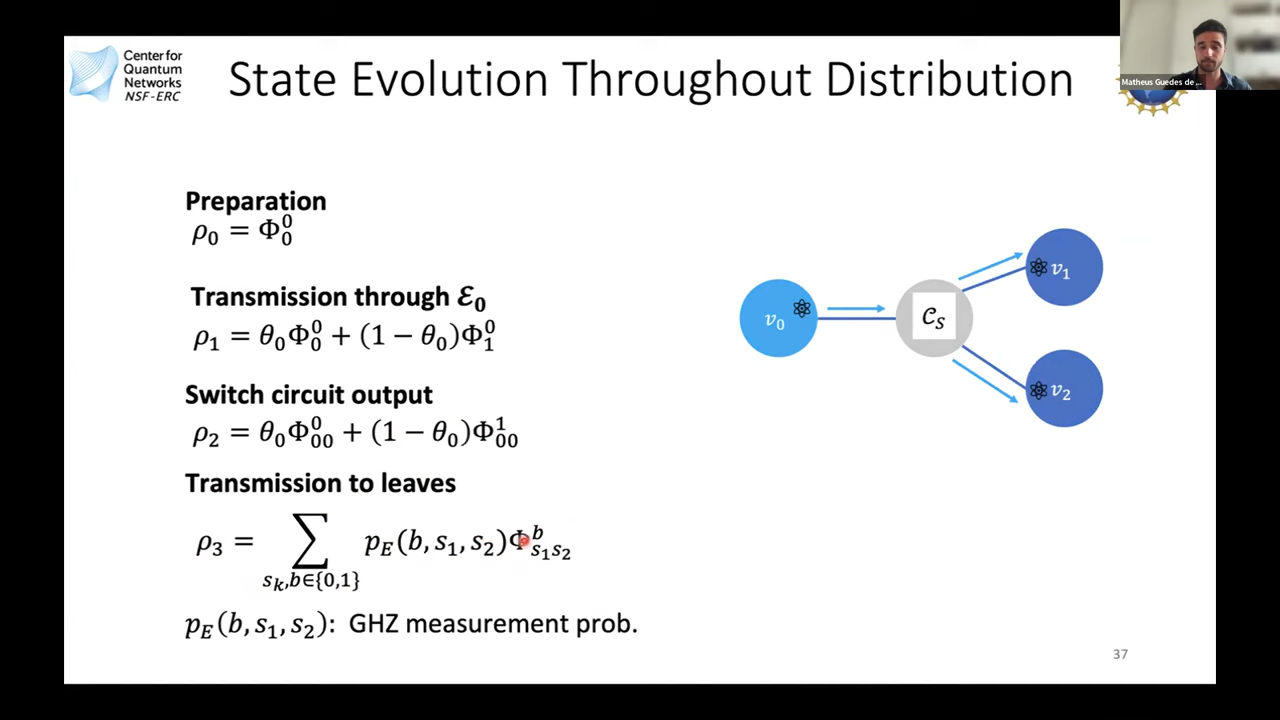 Center for
Quantum
Networks
NSF-ERC
State Evolution Throughout Distribution
Matheus Guedes de ...
Preparation
ρ₀ = Φ₀⁰
Transmission through ℰ₀
ρ₁ = θ₀Φ₀⁰ + (1 − θ₀)Φ₁⁰
Switch circuit output
ρ₂ = θ₀Φ₀₀⁰ + (1 − θ₀)Φ₀₀¹
Transmission to leaves
ρ₃ = ∑ p_E(b, s₁, s₂)Φ_{s₁s₂}^b
s_k,b∈{0,1}
p_E(b, s₁, s₂): GHZ measurement prob.
v₀
𝒞_S
v₁
v₂
37